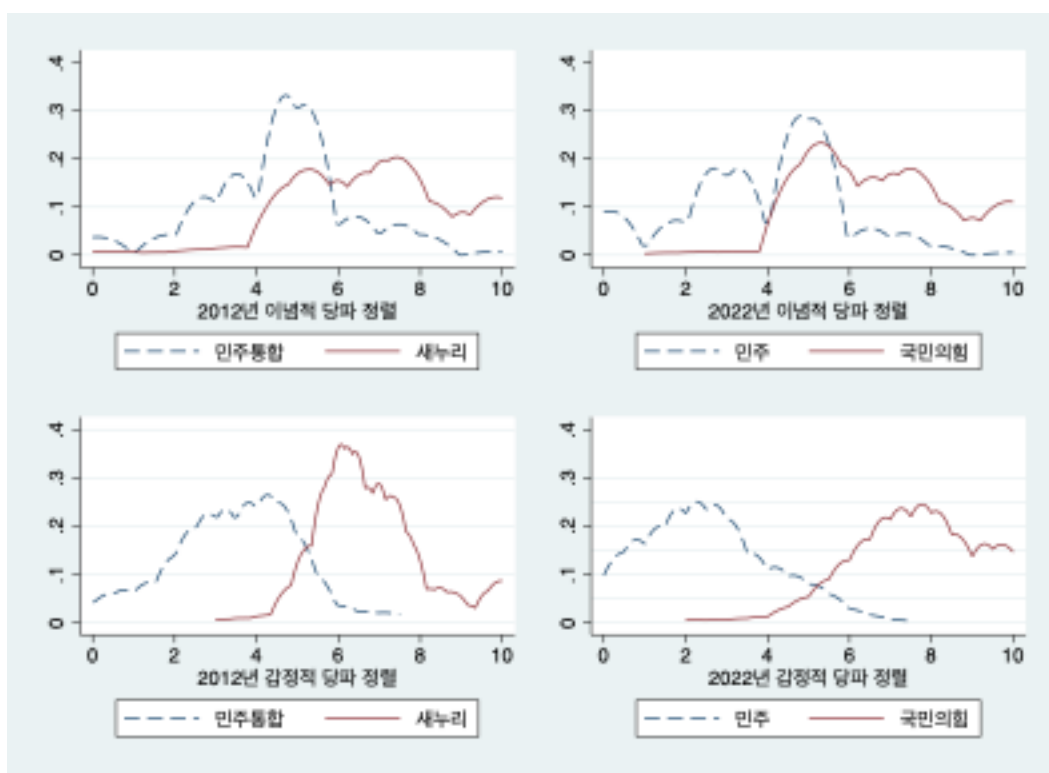 .4 .3 .2 .1 0
0 2 4 6 8 10
2012년 이념적 당파 정렬
민주통합 새누리
.4 .3 .2 .1 0
0 2 4 6 8 10
2022년 이념적 당파 정렬
민주 국민의힘
.4 .3 .2 .1 0
0 2 4 6 8 10
2012년 감정적 당파 정렬
민주통합 새누리
.4 .3 .2 .1 0
0 2 4 6 8 10
2022년 감정적 당파 정렬
민주 국민의힘